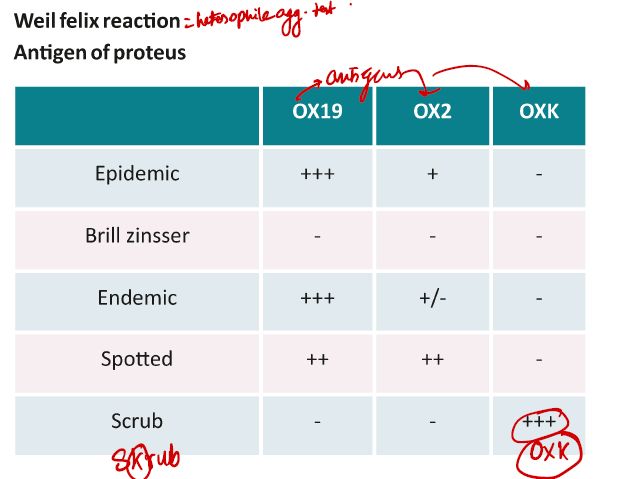 Weil felix reaction = heterophile agg. test
Antigen of proteus
antigens
OX19 OX2 OXK
Epidemic +++ + -
Brill zinsser - - -
Endemic +++ +/- -
Spotted ++ ++ -
Scrub - - +++
SKrub OXK